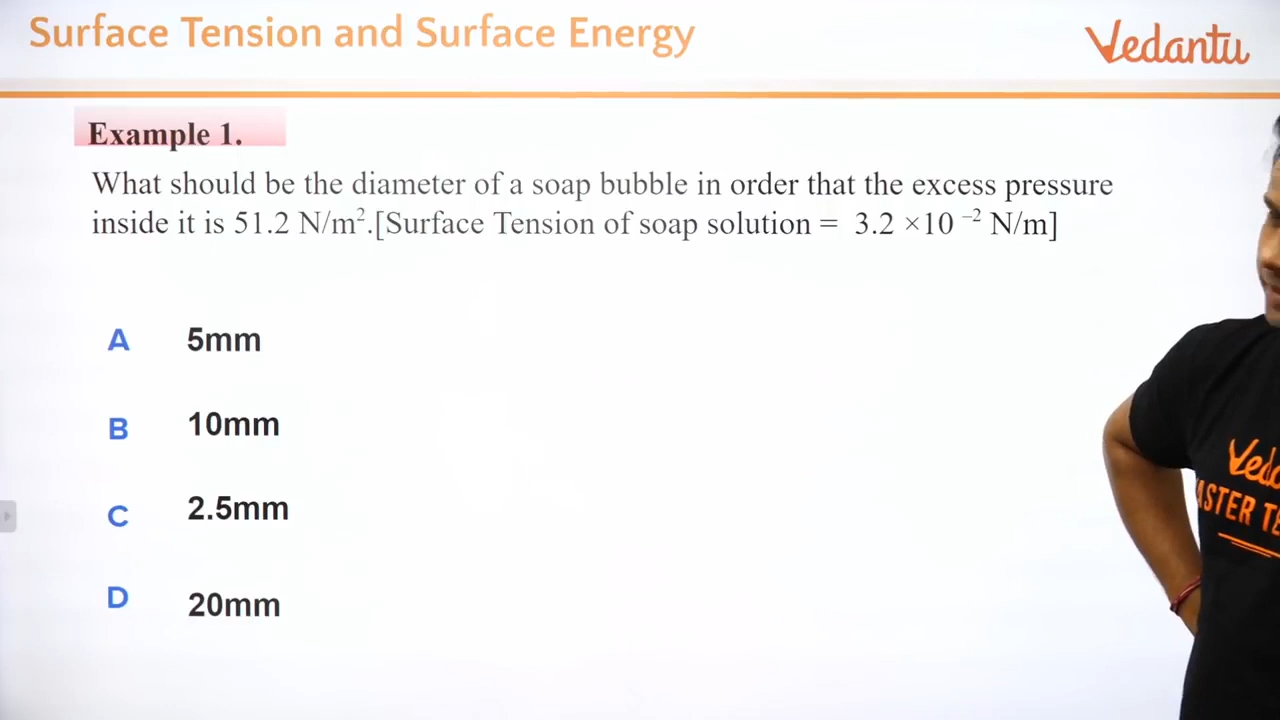 Surface Tension and Surface Energy
Vedantu
Example 1.
What should be the diameter of a soap bubble in order that the excess pressure
inside it is 51.2 N/m².[Surface Tension of soap solution = 3.2 ×10 ⁻² N/m]
A 5mm
B 10mm
C 2.5mm
D 20mm